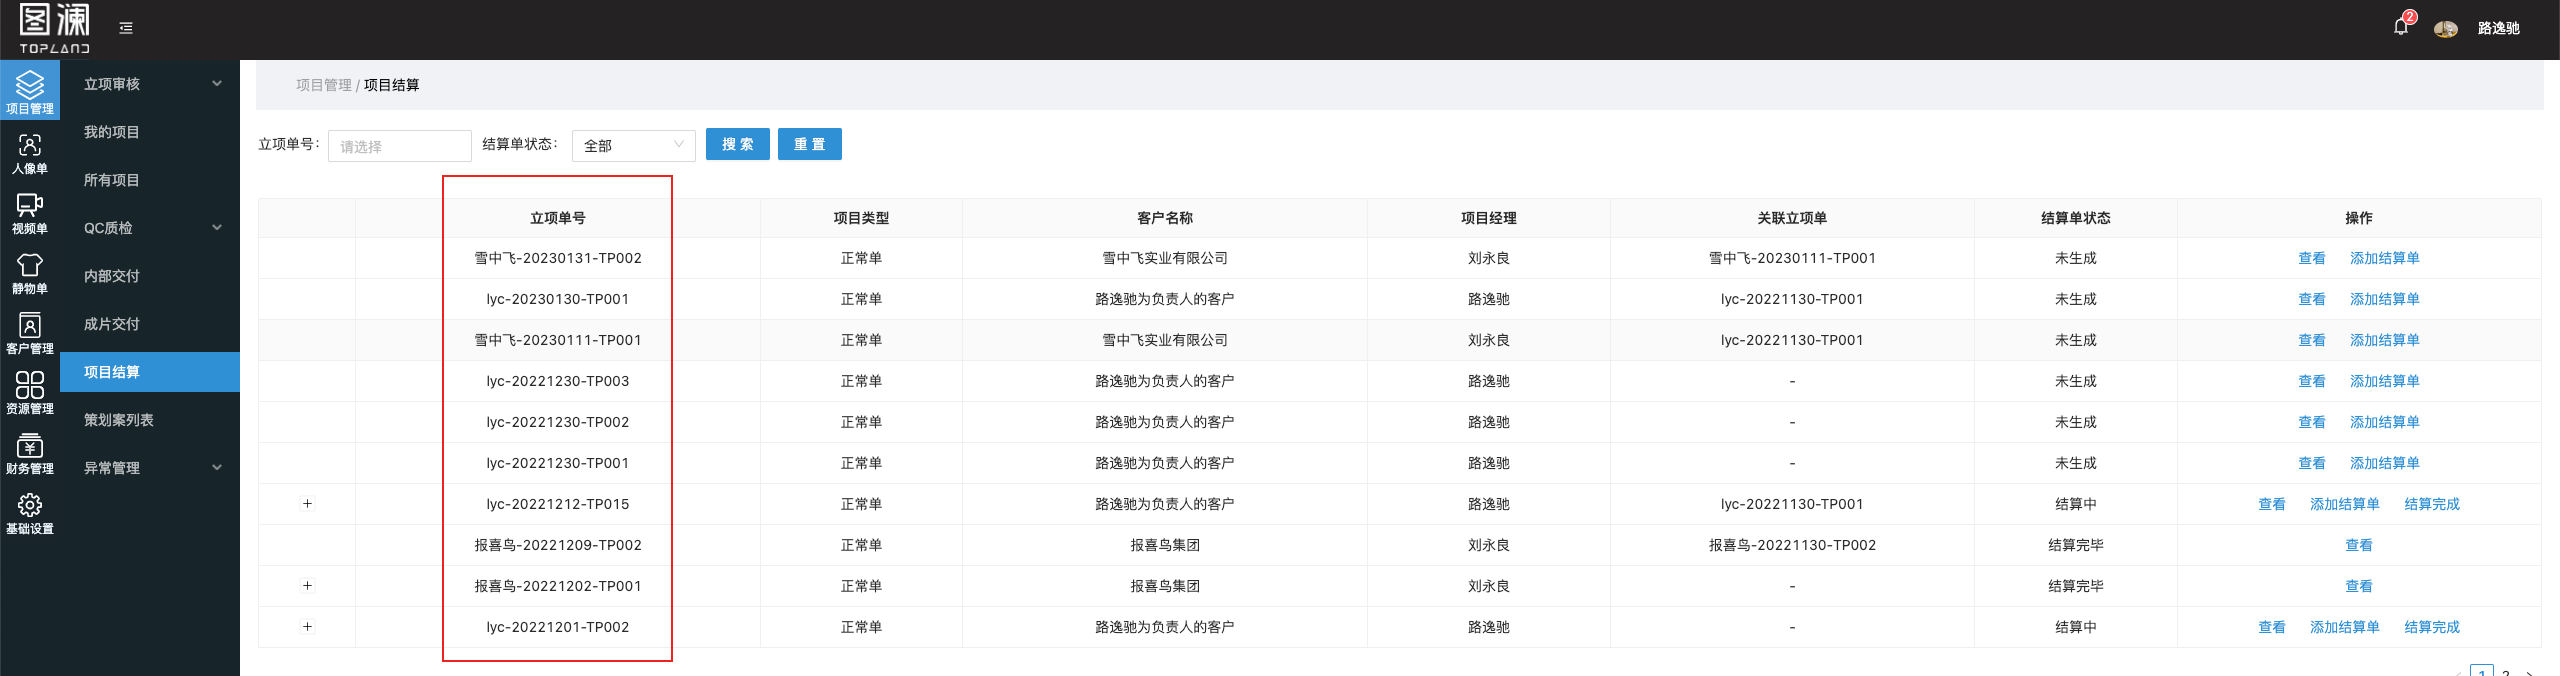 图澜
TOPLAND
2
路逸驰
项目管理
人像单
视频单
静物单
客户管理
资源管理
财务管理
基础设置
立项审核
我的项目
所有项目
QC质检
内部交付
成片交付
项目结算
策划案列表
异常管理
项目管理 / 项目结算
立项单号: 请选择 结算单状态: 全部 搜 索 重 置
立项单号 项目类型 客户名称 项目经理 关联立项单 结算单状态 操作
雪中飞-20230131-TP002 正常单 雪中飞实业有限公司 刘永良 雪中飞-20230111-TP001 未生成 查看 添加结算单
lyc-20230130-TP001 正常单 路逸驰为负责人的客户 路逸驰 lyc-20221130-TP001 未生成 查看 添加结算单
雪中飞-20230111-TP001 正常单 雪中飞实业有限公司 刘永良 lyc-20221130-TP001 未生成 查看 添加结算单
lyc-20221230-TP003 正常单 路逸驰为负责人的客户 路逸驰 - 未生成 查看 添加结算单
lyc-20221230-TP002 正常单 路逸驰为负责人的客户 路逸驰 - 未生成 查看 添加结算单
lyc-20221230-TP001 正常单 路逸驰为负责人的客户 路逸驰 - 未生成 查看 添加结算单
+ lyc-20221212-TP015 正常单 路逸驰为负责人的客户 路逸驰 lyc-20221130-TP001 结算中 查看 添加结算单 结算完成
报喜鸟-20221209-TP002 正常单 报喜鸟集团 刘永良 报喜鸟-20221130-TP002 结算完毕 查看
+ 报喜鸟-20221202-TP001 正常单 报喜鸟集团 刘永良 - 结算完毕 查看
+ lyc-20221201-TP002 正常单 路逸驰为负责人的客户 路逸驰 - 结算中 查看 添加结算单 结算完成
1 2